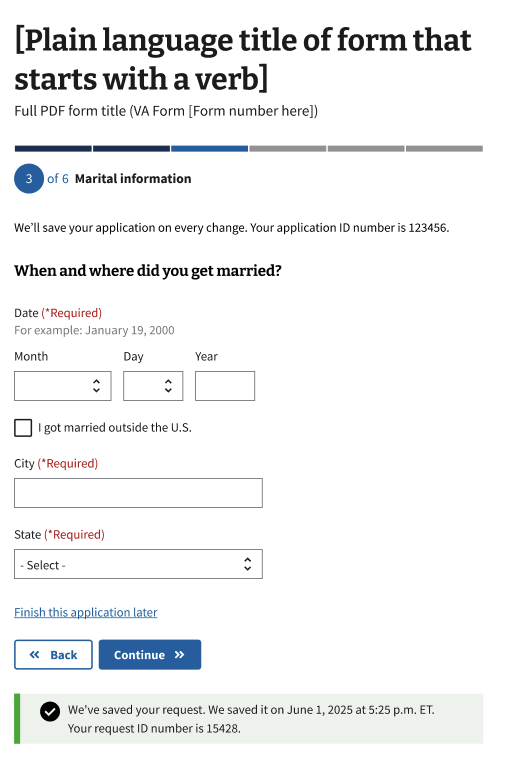 [Plain language title of form that
starts with a verb]
Full PDF form title (VA Form [Form number here])
3 of 6 Marital information
We'll save your application on every change. Your application ID number is 123456.
When and where did you get married?
Date (*Required)
For example: January 19, 2000
Month Day Year
I got married outside the U.S.
City (*Required)
State (*Required)
- Select -
Finish this application later
Back Continue
We've saved your request. We saved it on June 1, 2025 at 5:25 p.m. ET.
Your request ID number is 15428.